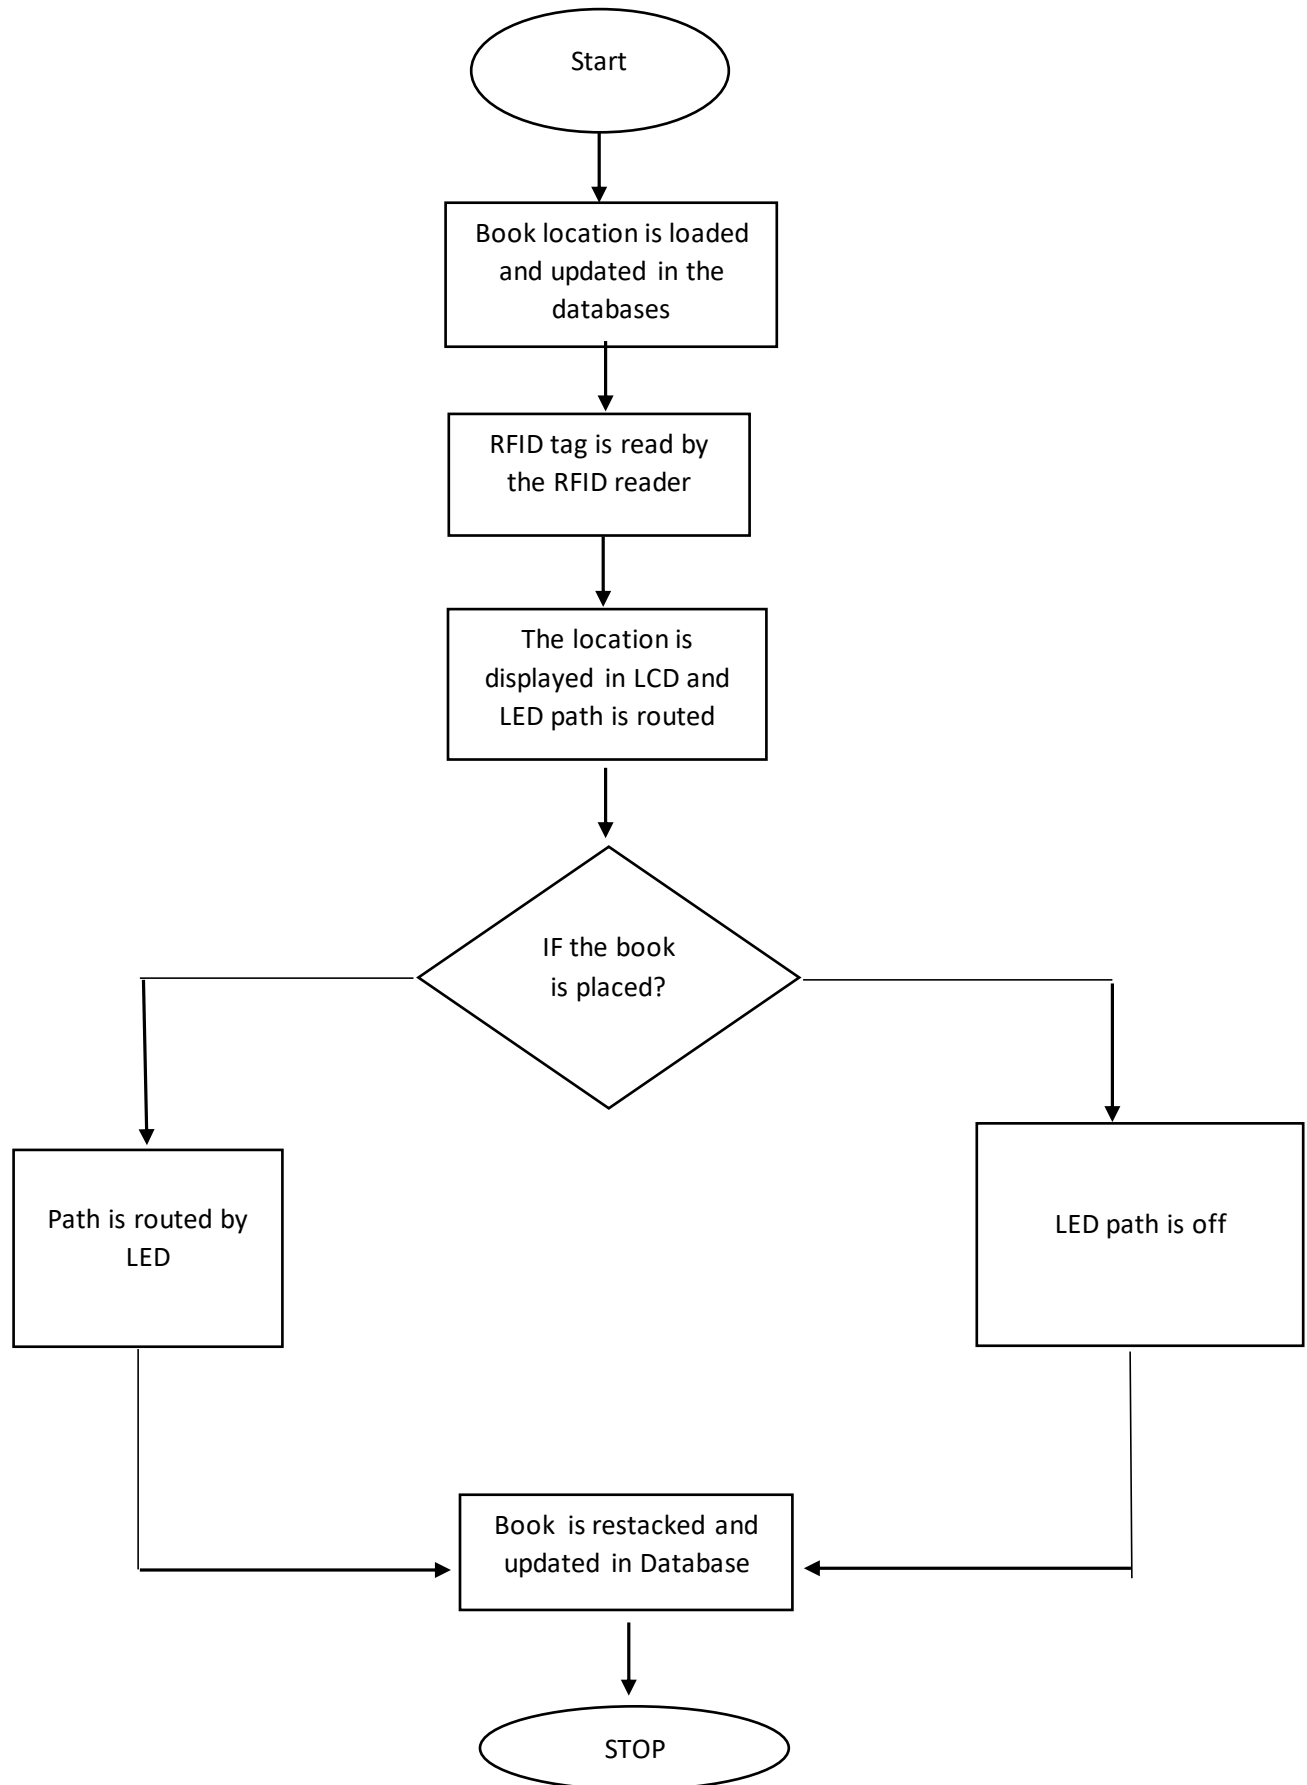 Start
Book location is loaded
and updated in the
databases
RFID tag is read by
the RFID reader
The location is
displayed in LCD and
LED path is routed
IF the book
is placed?
Path is routed by
LED
LED path is off
Book is restacked and
updated in Database
STOP